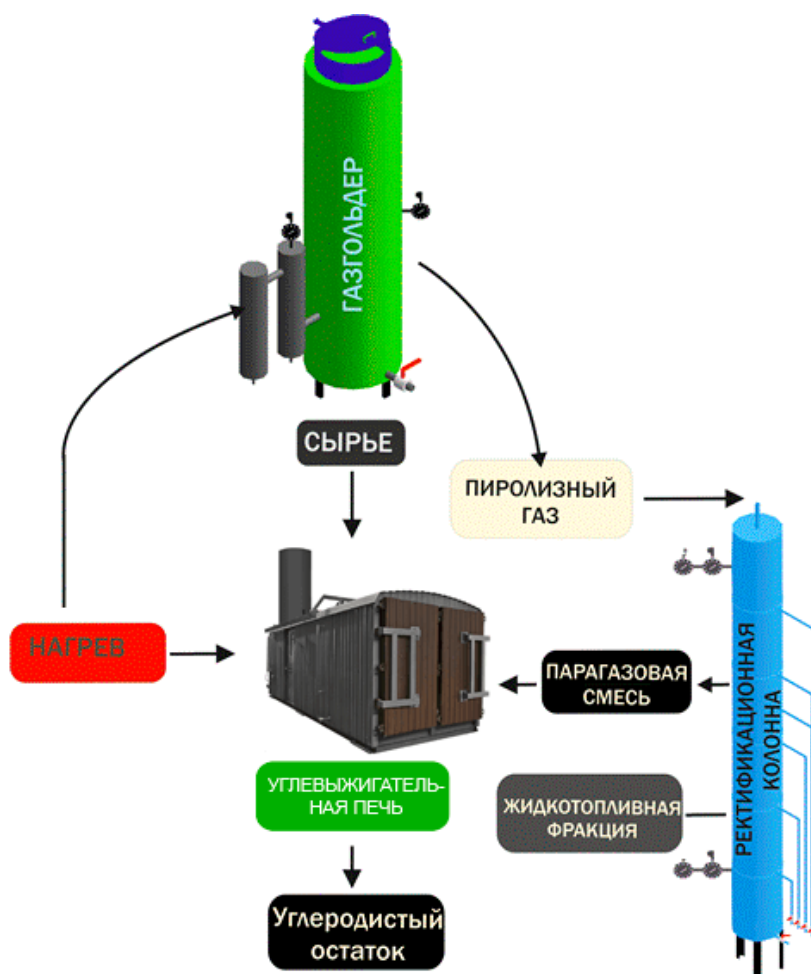 ГАЗГОЛЬДЕР
СЫРЬЕ
ПИРОЛИЗНЫЙ
ГАЗ
НАГРЕВ
ПАРАГАЗОВАЯ
СМЕСЬ
РЕКТИФИКАЦИОННАЯ
КОЛОННА
УГЛЕВЫЖИГАТЕЛЬ-
НАЯ ПЕЧЬ
ЖИДКОТОПЛИВНАЯ
ФРАКЦИЯ
Углеродистый
остаток